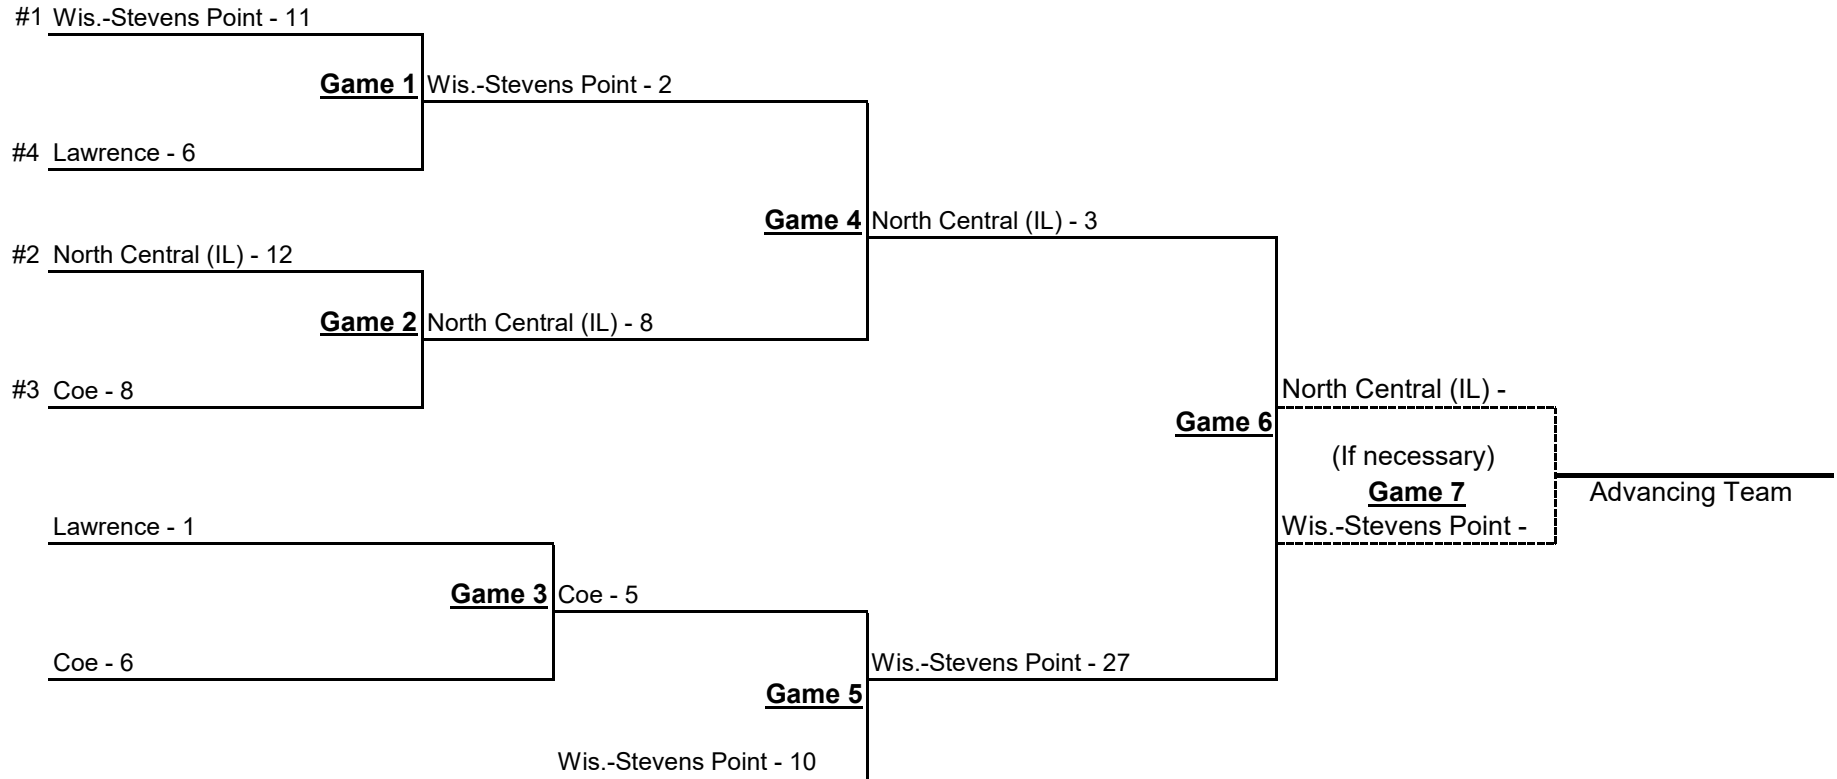 #1 Wis.-Stevens Point - 11
Game 1 Wis.-Stevens Point - 2
#4 Lawrence - 6
Game 4 North Central (IL) - 3
#2 North Central (IL) - 12
Game 2 North Central (IL) - 8
#3 Coe - 8
North Central (IL) -
Game 6
(If necessary)
Game 7
Advancing Team
Wis.-Stevens Point -
Lawrence - 1
Game 3 Coe - 5
Coe - 6
Wis.-Stevens Point - 27
Game 5
Wis.-Stevens Point - 10